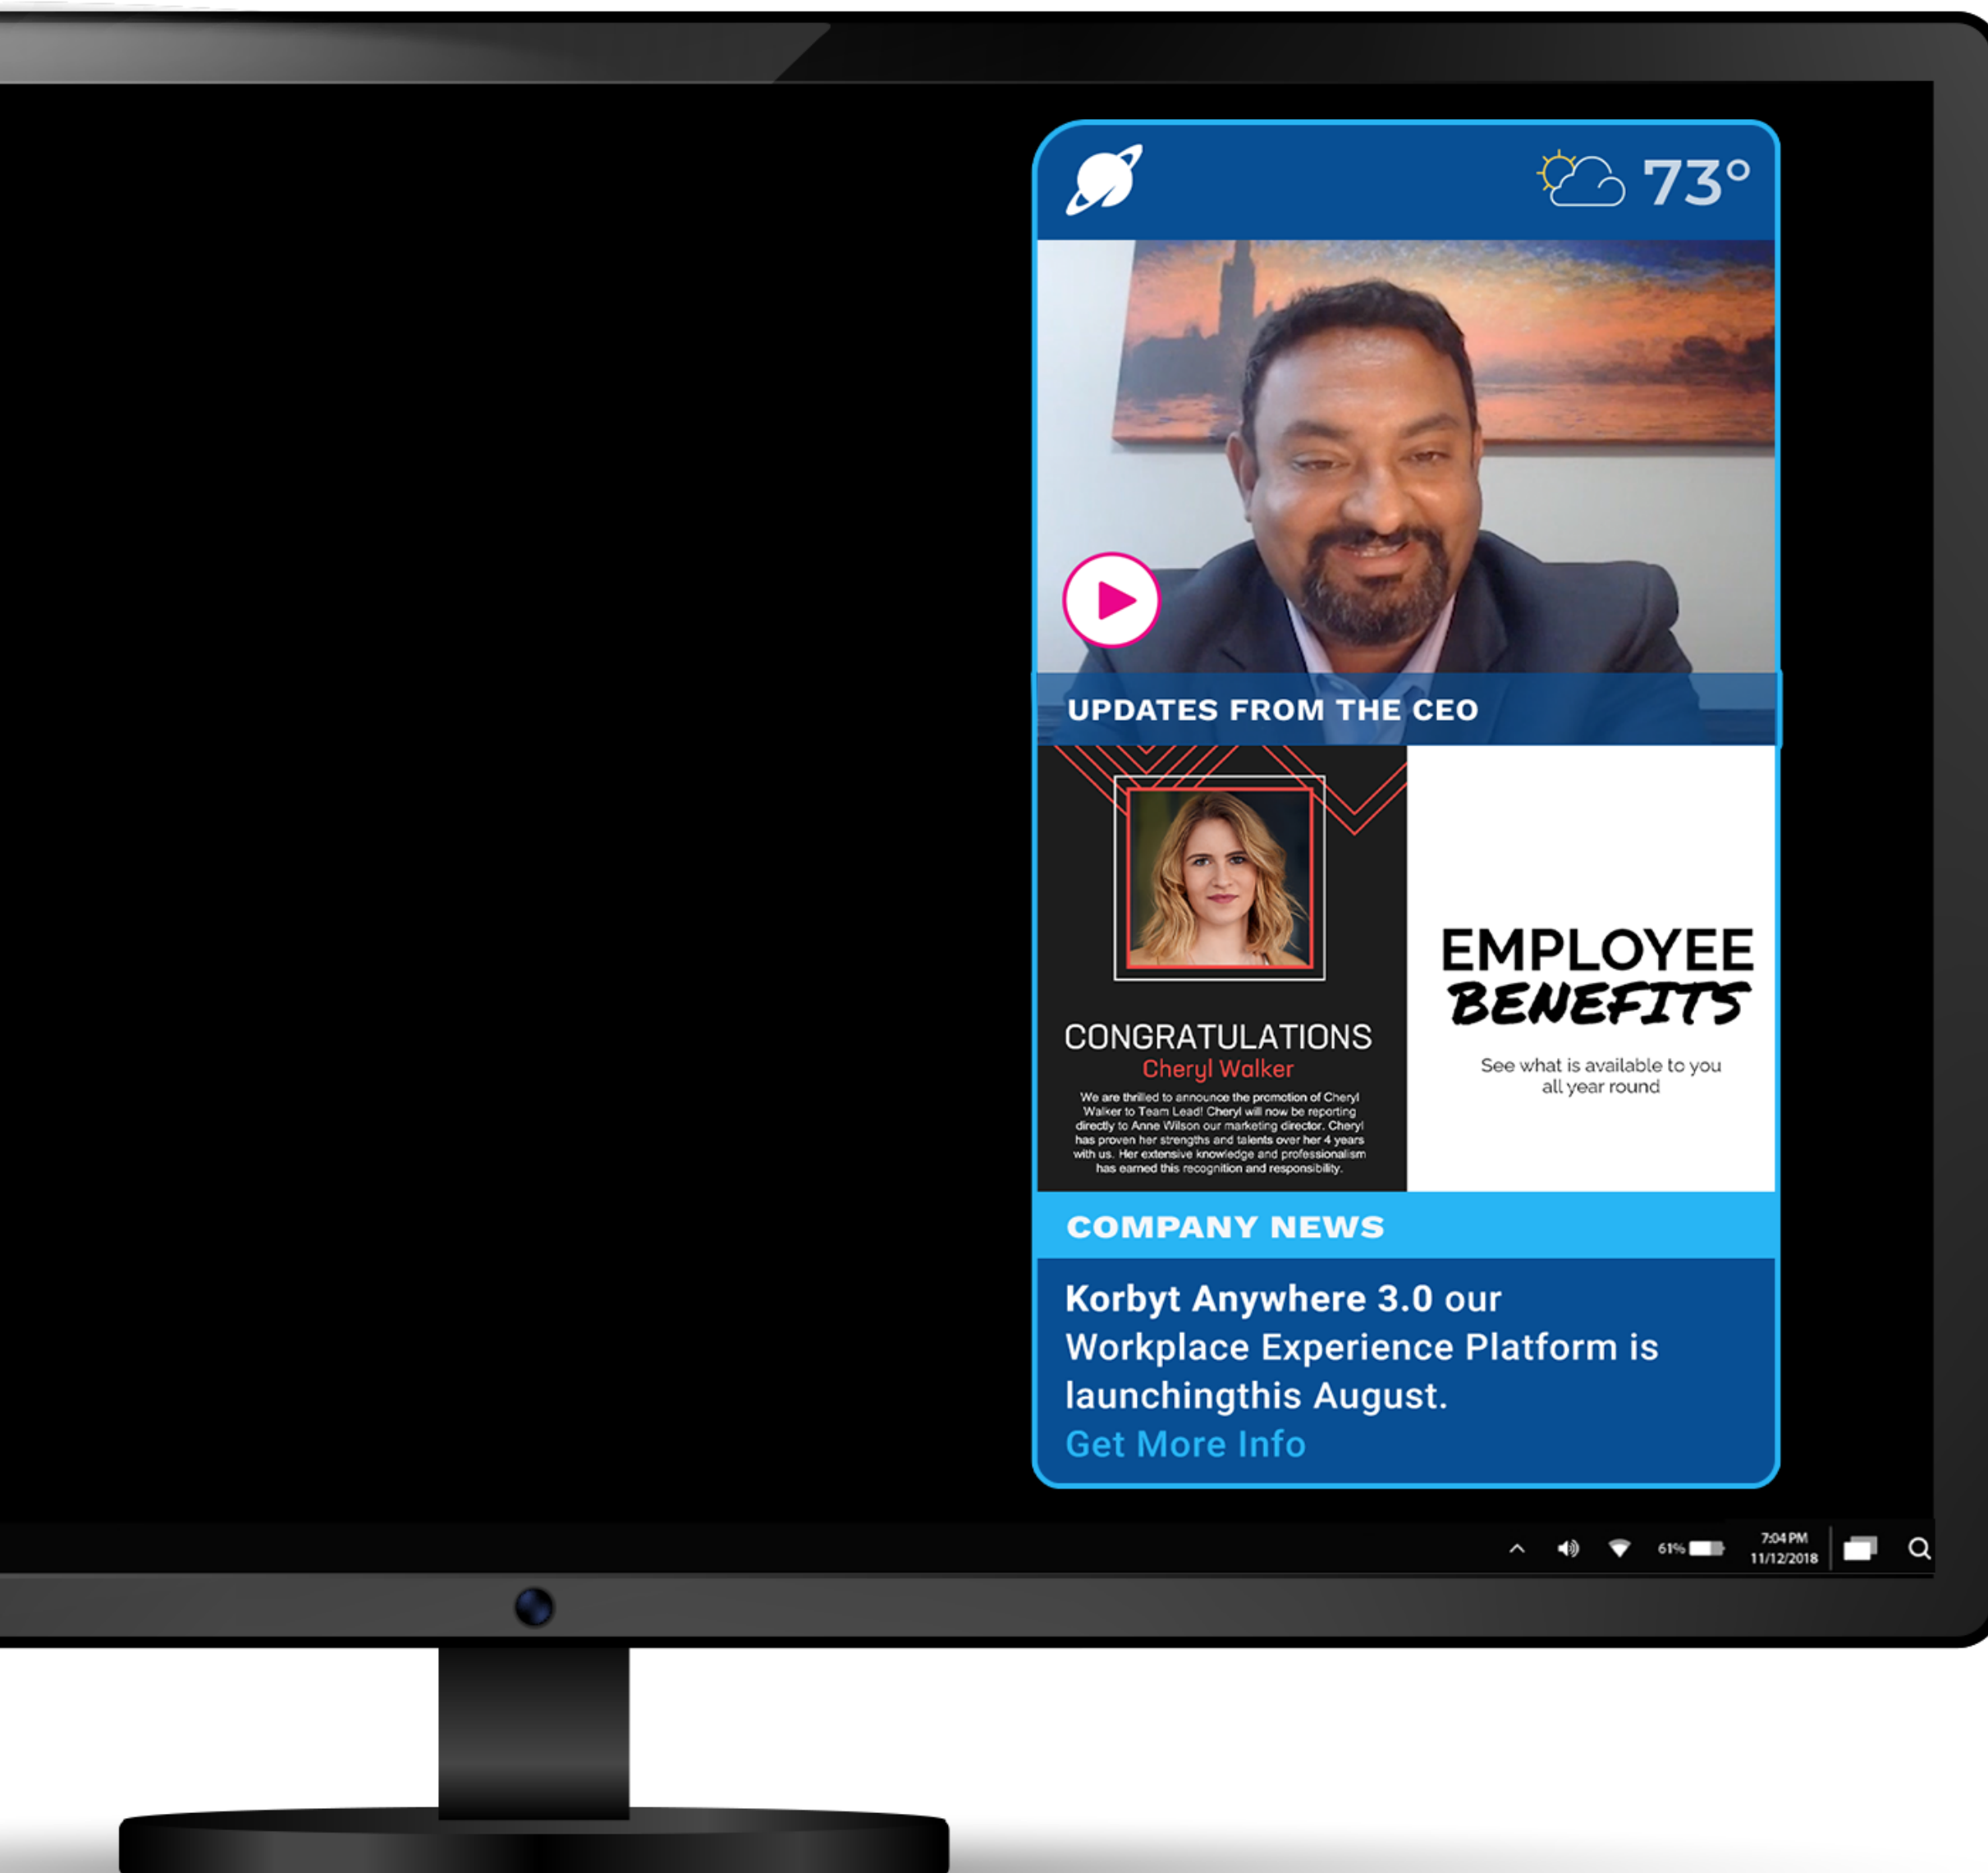 73°
UPDATES FROM THE CEO
CONGRATULATIONS
Cheryl Walker
We are thrilled to announce the promotion of Cheryl
Walker to Team Lead! Cheryl will now be reporting
directly to Anne Wilson our marketing director. Cheryl
has proven her strengths and talents over her 4 years
with us. Her extensive knowledge and professionalism
has earned this recognition and responsibility.
EMPLOYEE
BENEFITS
See what is available to you
all year round
COMPANY NEWS
Korbyt Anywhere 3.0 our
Workplace Experience Platform is
launchingthis August.
Get More Info
61%
7:04 PM
11/12/2018